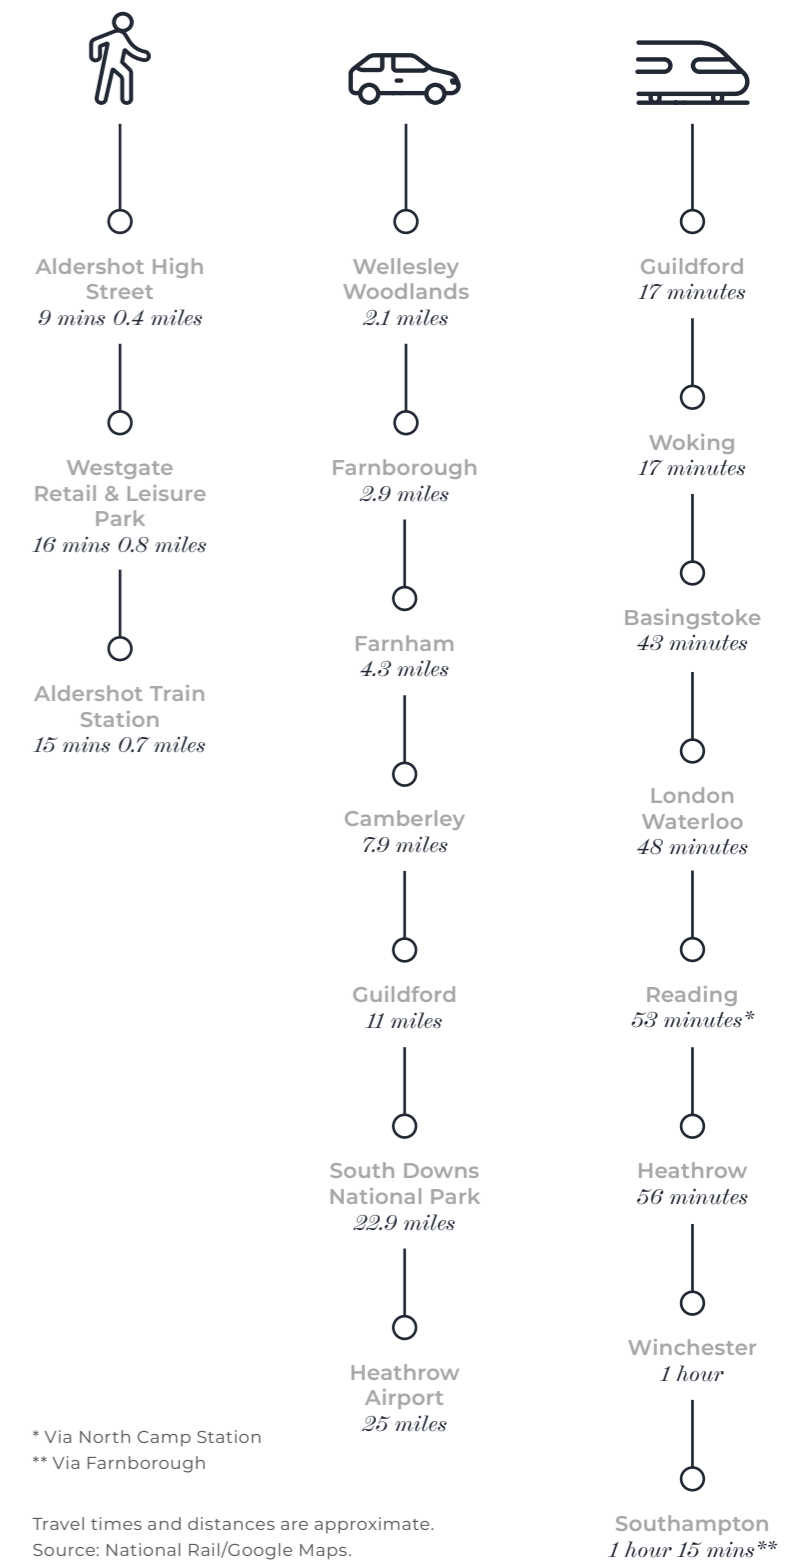 Aldershot High
Street
9 mins 0.4 miles
Westgate
Retail & Leisure
Park
16 mins 0.8 miles
Aldershot Train
Station
15 mins 0.7 miles
Wellesley
Woodlands
2.1 miles
Farnborough
2.9 miles
Farnham
4.3 miles
Camberley
7.9 miles
Guildford
11 miles
South Downs
National Park
22.9 miles
Heathrow
Airport
25 miles
Guildford
17 minutes
Woking
17 minutes
Basingstoke
43 minutes
London
Waterloo
48 minutes
Reading
53 minutes*
Heathrow
56 minutes
Winchester
1 hour
Southampton
1 hour 15 mins**
* Via North Camp Station
** Via Farnborough
Travel times and distances are approximate.
Source: National Rail/Google Maps.